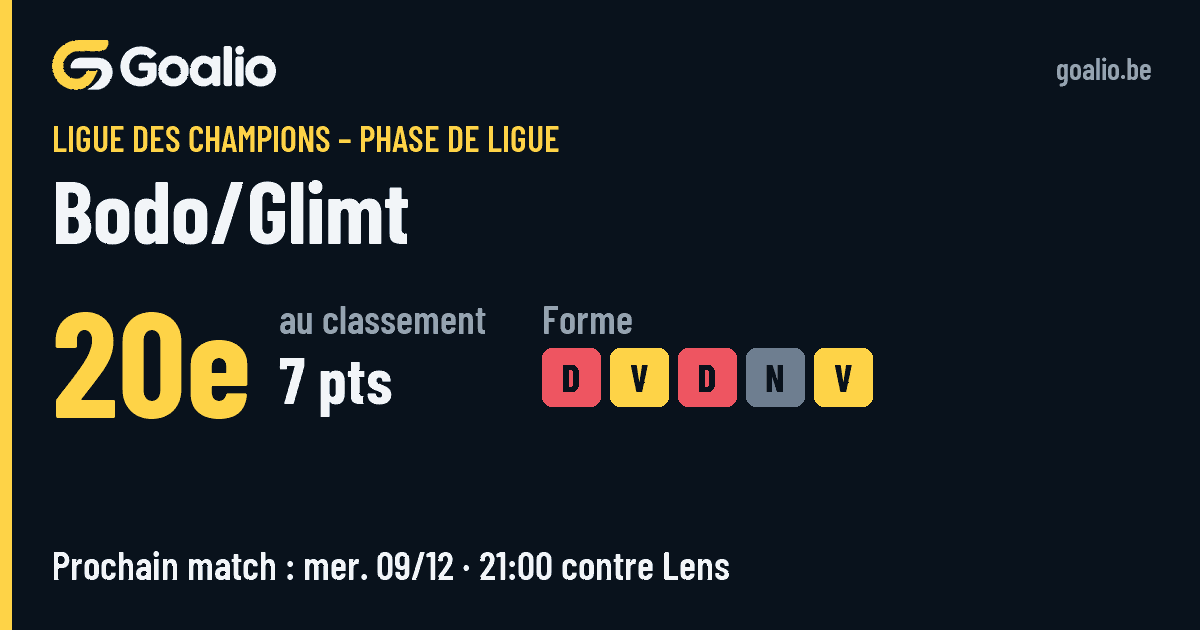 Goalio
goalio.be
LIGUE DES CHAMPIONS – PHASE DE LIGUE
Bodo/Glimt
20e
au classement
7 pts
Forme
D V D N V
Prochain match : mer. 09/12 · 21:00 contre Lens